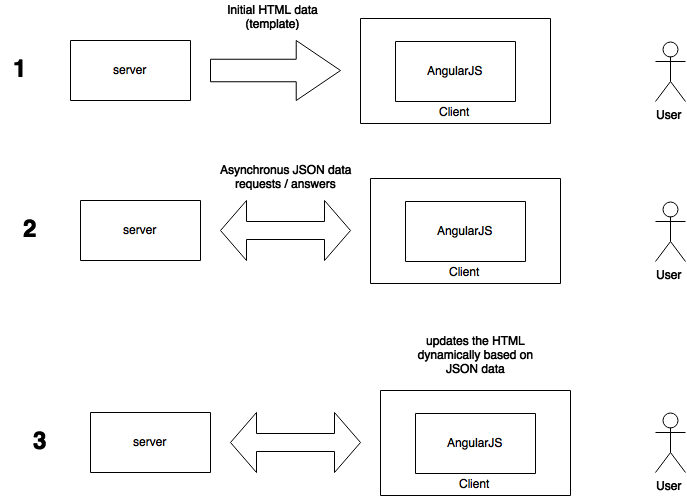 Initial HTML data
(template)
1
server
AngularJS
Client
User
Asynchronus JSON data
requests / answers
2
server
AngularJS
Client
User
updates the HTML
dynamically based on
JSON data
3
server
AngularJS
Client
User